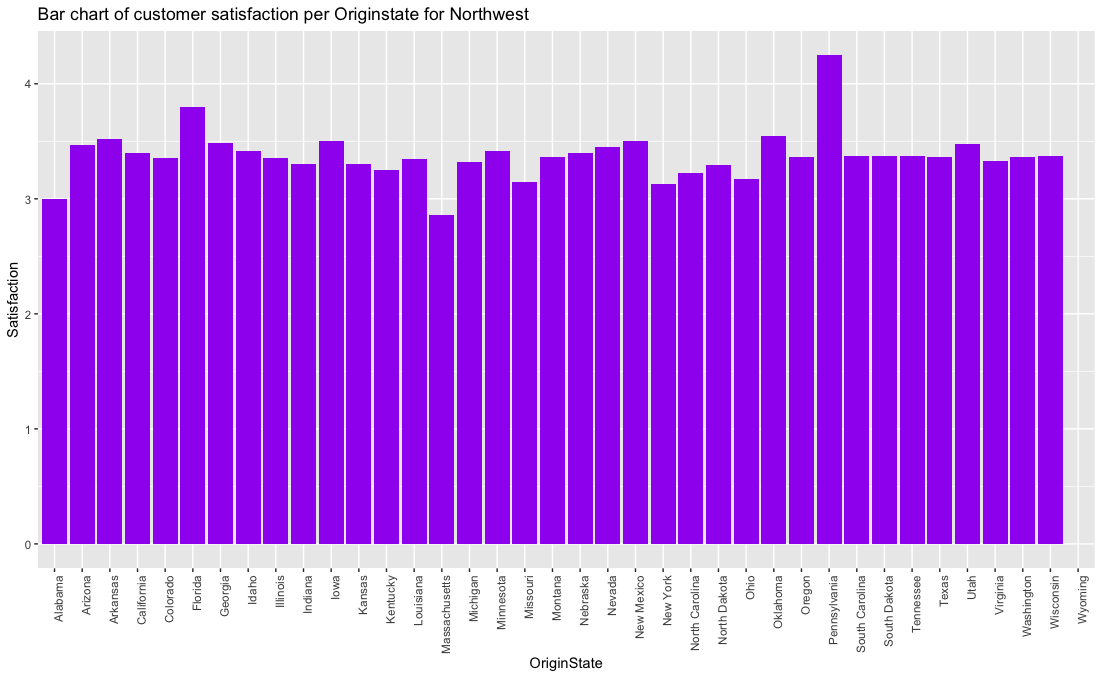 Bar chart of customer satisfaction per Originstate for Northwest
Satisfaction
4
3
2
1
0
Alabama
Arizona
Arkansas
California
Colorado
Florida
Georgia
Idaho
Illinois
Indiana
Iowa
Kansas
Kentucky
Louisiana
Massachusetts
Michigan
Minnesota
Missouri
Montana
Nebraska
Nevada
New Mexico
New York
North Carolina
North Dakota
Ohio
Oklahoma
Oregon
Pennsylvania
South Carolina
South Dakota
Tennessee
Texas
Utah
Virginia
Washington
Wisconsin
Wyoming
OriginState